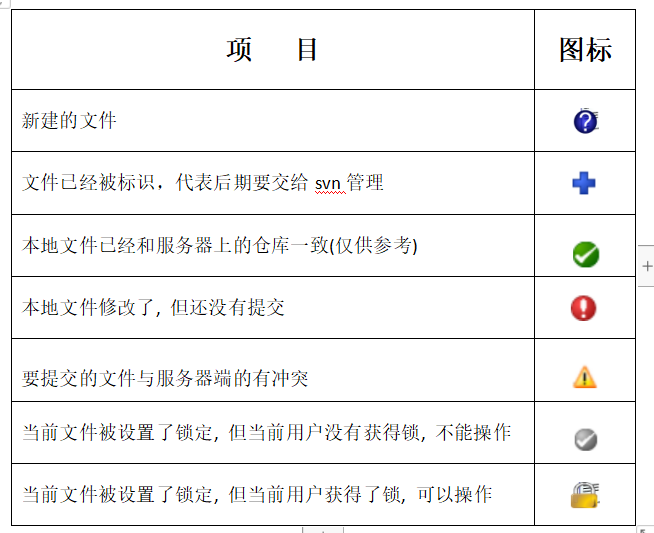 项 目 图标
新建的文件
文件已经被标识，代表后期要交给 svn 管理
本地文件已经和服务器上的仓库一致(仅供参考)
本地文件修改了, 但还没有提交
要提交的文件与服务器端的有冲突
当前文件被设置了锁定, 但当前用户没有获得锁, 不能操作
当前文件被设置了锁定, 但当前用户获得了锁, 可以操作